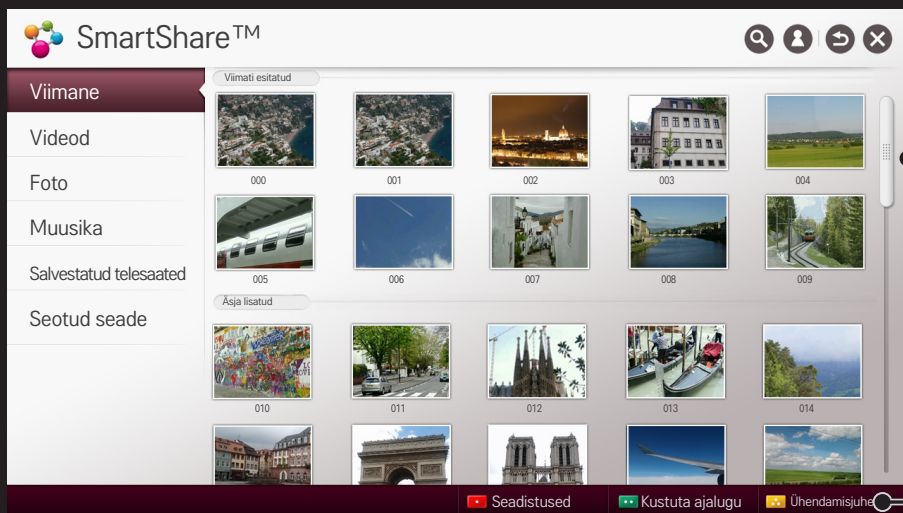 SmartShare™
Viimane
Videod
Foto
Muusika
Salvestatud telesaated
Seotud seade
Viimati esitatud
000 001 002 003 004
005 006 007 008 009
Äsja lisatud
010 011 012 013 014
Seadistused Kustuta ajalugu